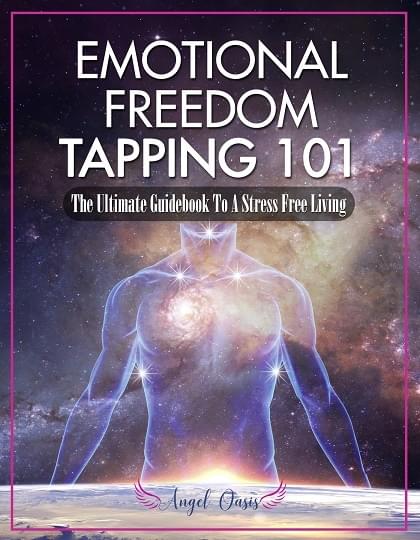 EMOTIONAL
FREEDOM
TAPPING 101
The Ultimate Guidebook To A Stress Free Living
Angel Oasis